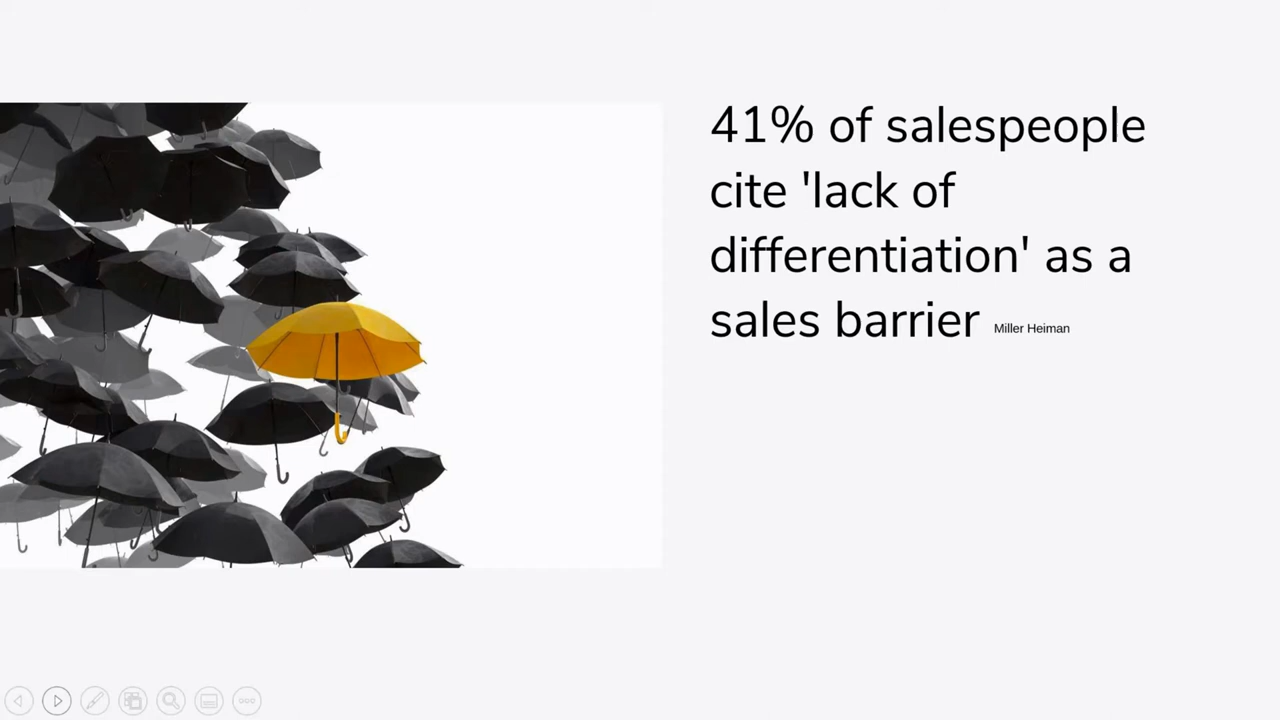 41% of salespeople
cite 'lack of
differentiation' as a
sales barrier Miller Heiman